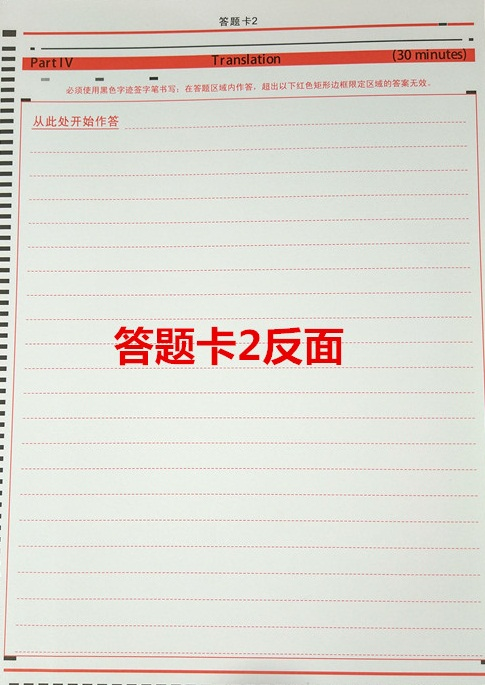 答题卡2
Part IV Translation (30 minutes)
必须使用黑色字迹签字笔书写；在答题区域内作答，超出以下红色矩形边框限定区域的答案无效。
从此处开始作答
答题卡2反面